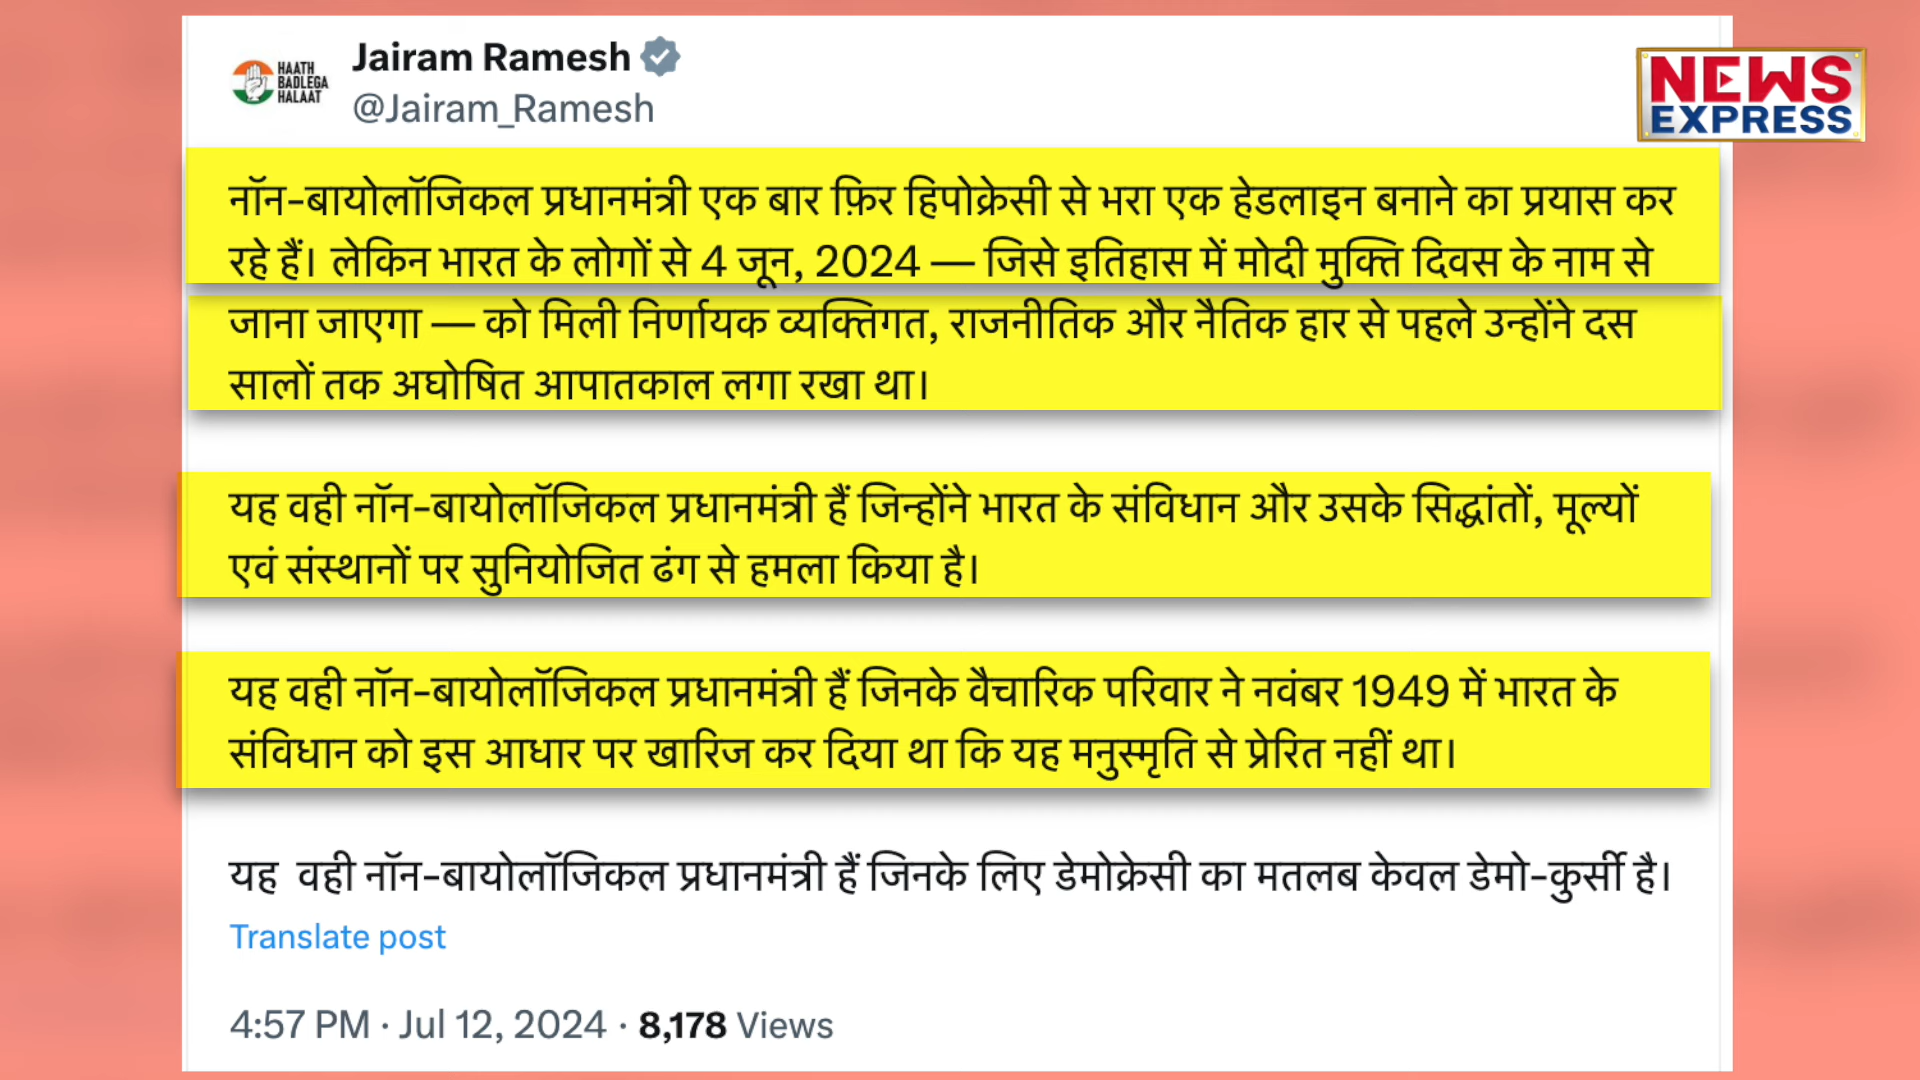 HAATH
BADLEGA
HALAAT
Jairam Ramesh
@Jairam_Ramesh
NEWS
EXPRESS
नॉन-बायोलॉजिकल प्रधानमंत्री एक बार फ़िर हिपोक्रेसी से भरा एक हेडलाइन बनाने का प्रयास कर
रहे हैं। लेकिन भारत के लोगों से 4 जून, 2024 — जिसे इतिहास में मोदी मुक्ति दिवस के नाम से
जाना जाएगा — को मिली निर्णायक व्यक्तिगत, राजनीतिक और नैतिक हार से पहले उन्होंने दस
सालों तक अघोषित आपातकाल लगा रखा था।
यह वही नॉन-बायोलॉजिकल प्रधानमंत्री हैं जिन्होंने भारत के संविधान और उसके सिद्धांतों, मूल्यों
एवं संस्थानों पर सुनियोजित ढंग से हमला किया है।
यह वही नॉन-बायोलॉजिकल प्रधानमंत्री हैं जिनके वैचारिक परिवार ने नवंबर 1949 में भारत के
संविधान को इस आधार पर खारिज कर दिया था कि यह मनुस्मृति से प्रेरित नहीं था।
यह वही नॉन-बायोलॉजिकल प्रधानमंत्री हैं जिनके लिए डेमोक्रेसी का मतलब केवल डेमो-कुर्सी है।
Translate post
4:57 PM · Jul 12, 2024 · 8,178 Views